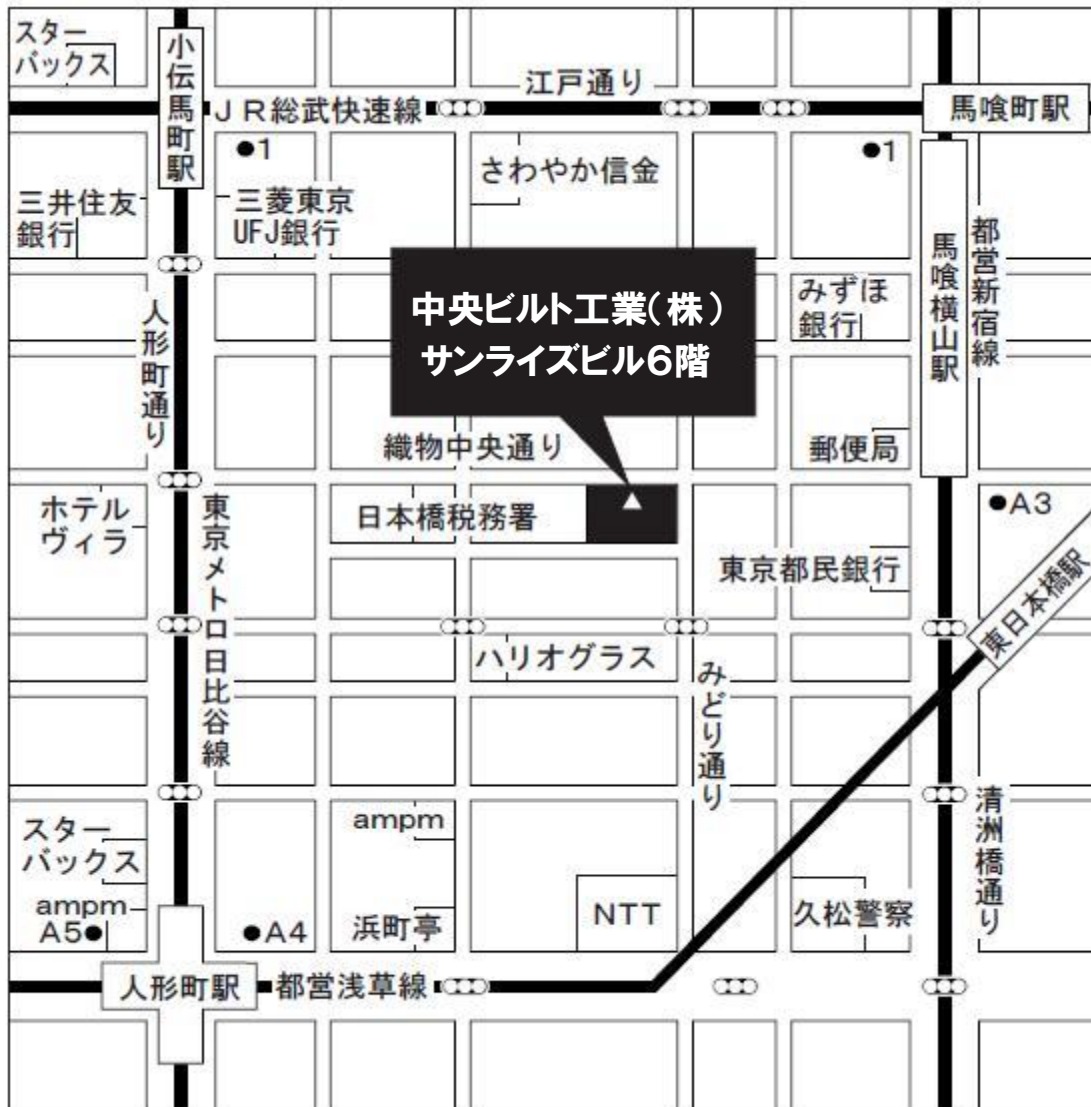 スター
バックス
小伝馬町駅
江戸通り
JR総武快速線
馬喰町駅
●1
●1
さわやか信金
三井住友
銀行
三菱東京
UFJ銀行
都営新宿線
馬喰横山駅
みずほ
銀行
中央ビルト工業(株)
サンライズビル6階
人形町通り
織物中央通り
郵便局
ホテル
ヴィラ
東京メトロ日比谷線
日本橋税務署
●A3
東京都民銀行
東日本橋駅
ハリオグラス
みどり通り
清洲橋通り
スター
バックス
ampm
ampm
A5●
●A4
浜町亭
NTT
久松警察
人形町駅
都営浅草線